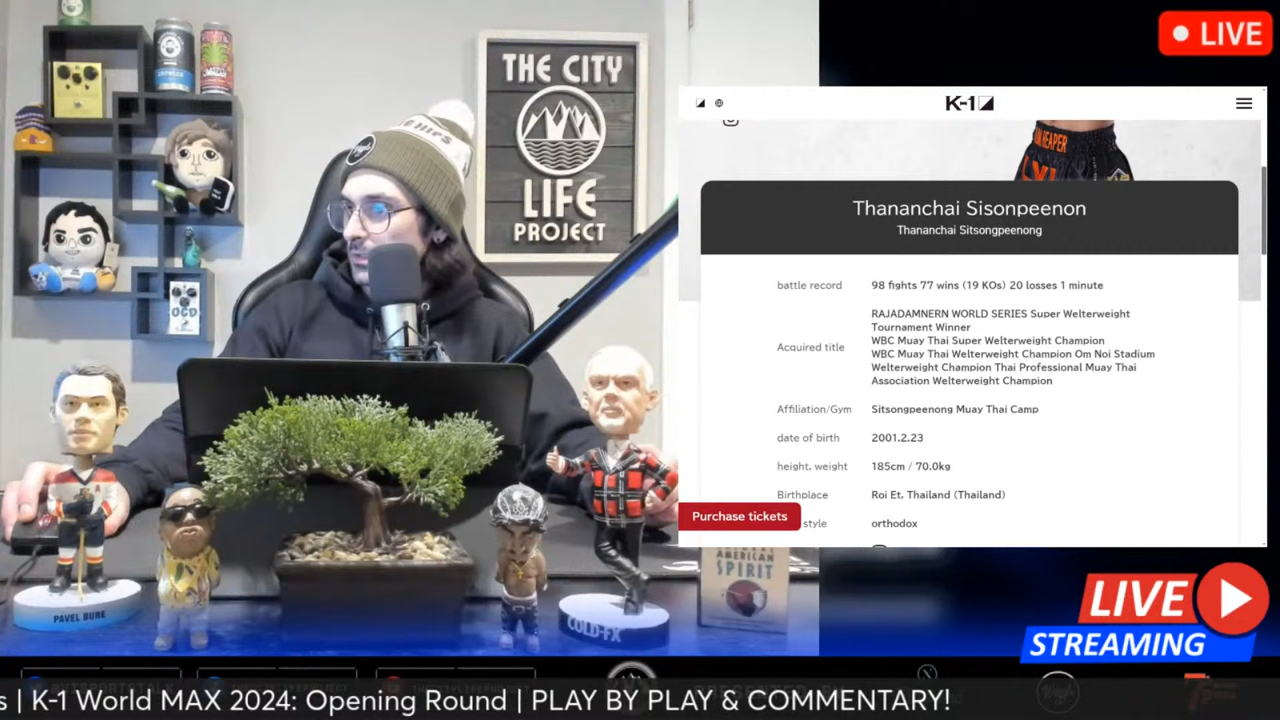 LIVE
THE CITY
LIFE
PROJECT
K-1
Thananchai Sisonpeenon
Thananchai Sitsongpeenong
battle record
98 fights 77 wins (19 KOs) 20 losses 1 minute
Acquired title
RAJADAMNERN WORLD SERIES Super Welterweight
Tournament Winner
WBC Muay Thai Super Welterweight Champion
WBC Muay Thai Welterweight Champion Om Noi Stadium
Welterweight Champion Thai Professional Muay Thai
Association Welterweight Champion
Affiliation/Gym
Sitsongpeenong Muay Thai Camp
date of birth
2001.2.23
height, weight
185cm / 70.0kg
Birthplace
Roi Et, Thailand (Thailand)
Purchase tickets
style
orthodox
OCD
AMERICAN
SPIRIT
PAVEL BURE
COLD-FX
LIVE
STREAMING
s | K-1 World MAX 2024: Opening Round | PLAY BY PLAY & COMMENTARY!